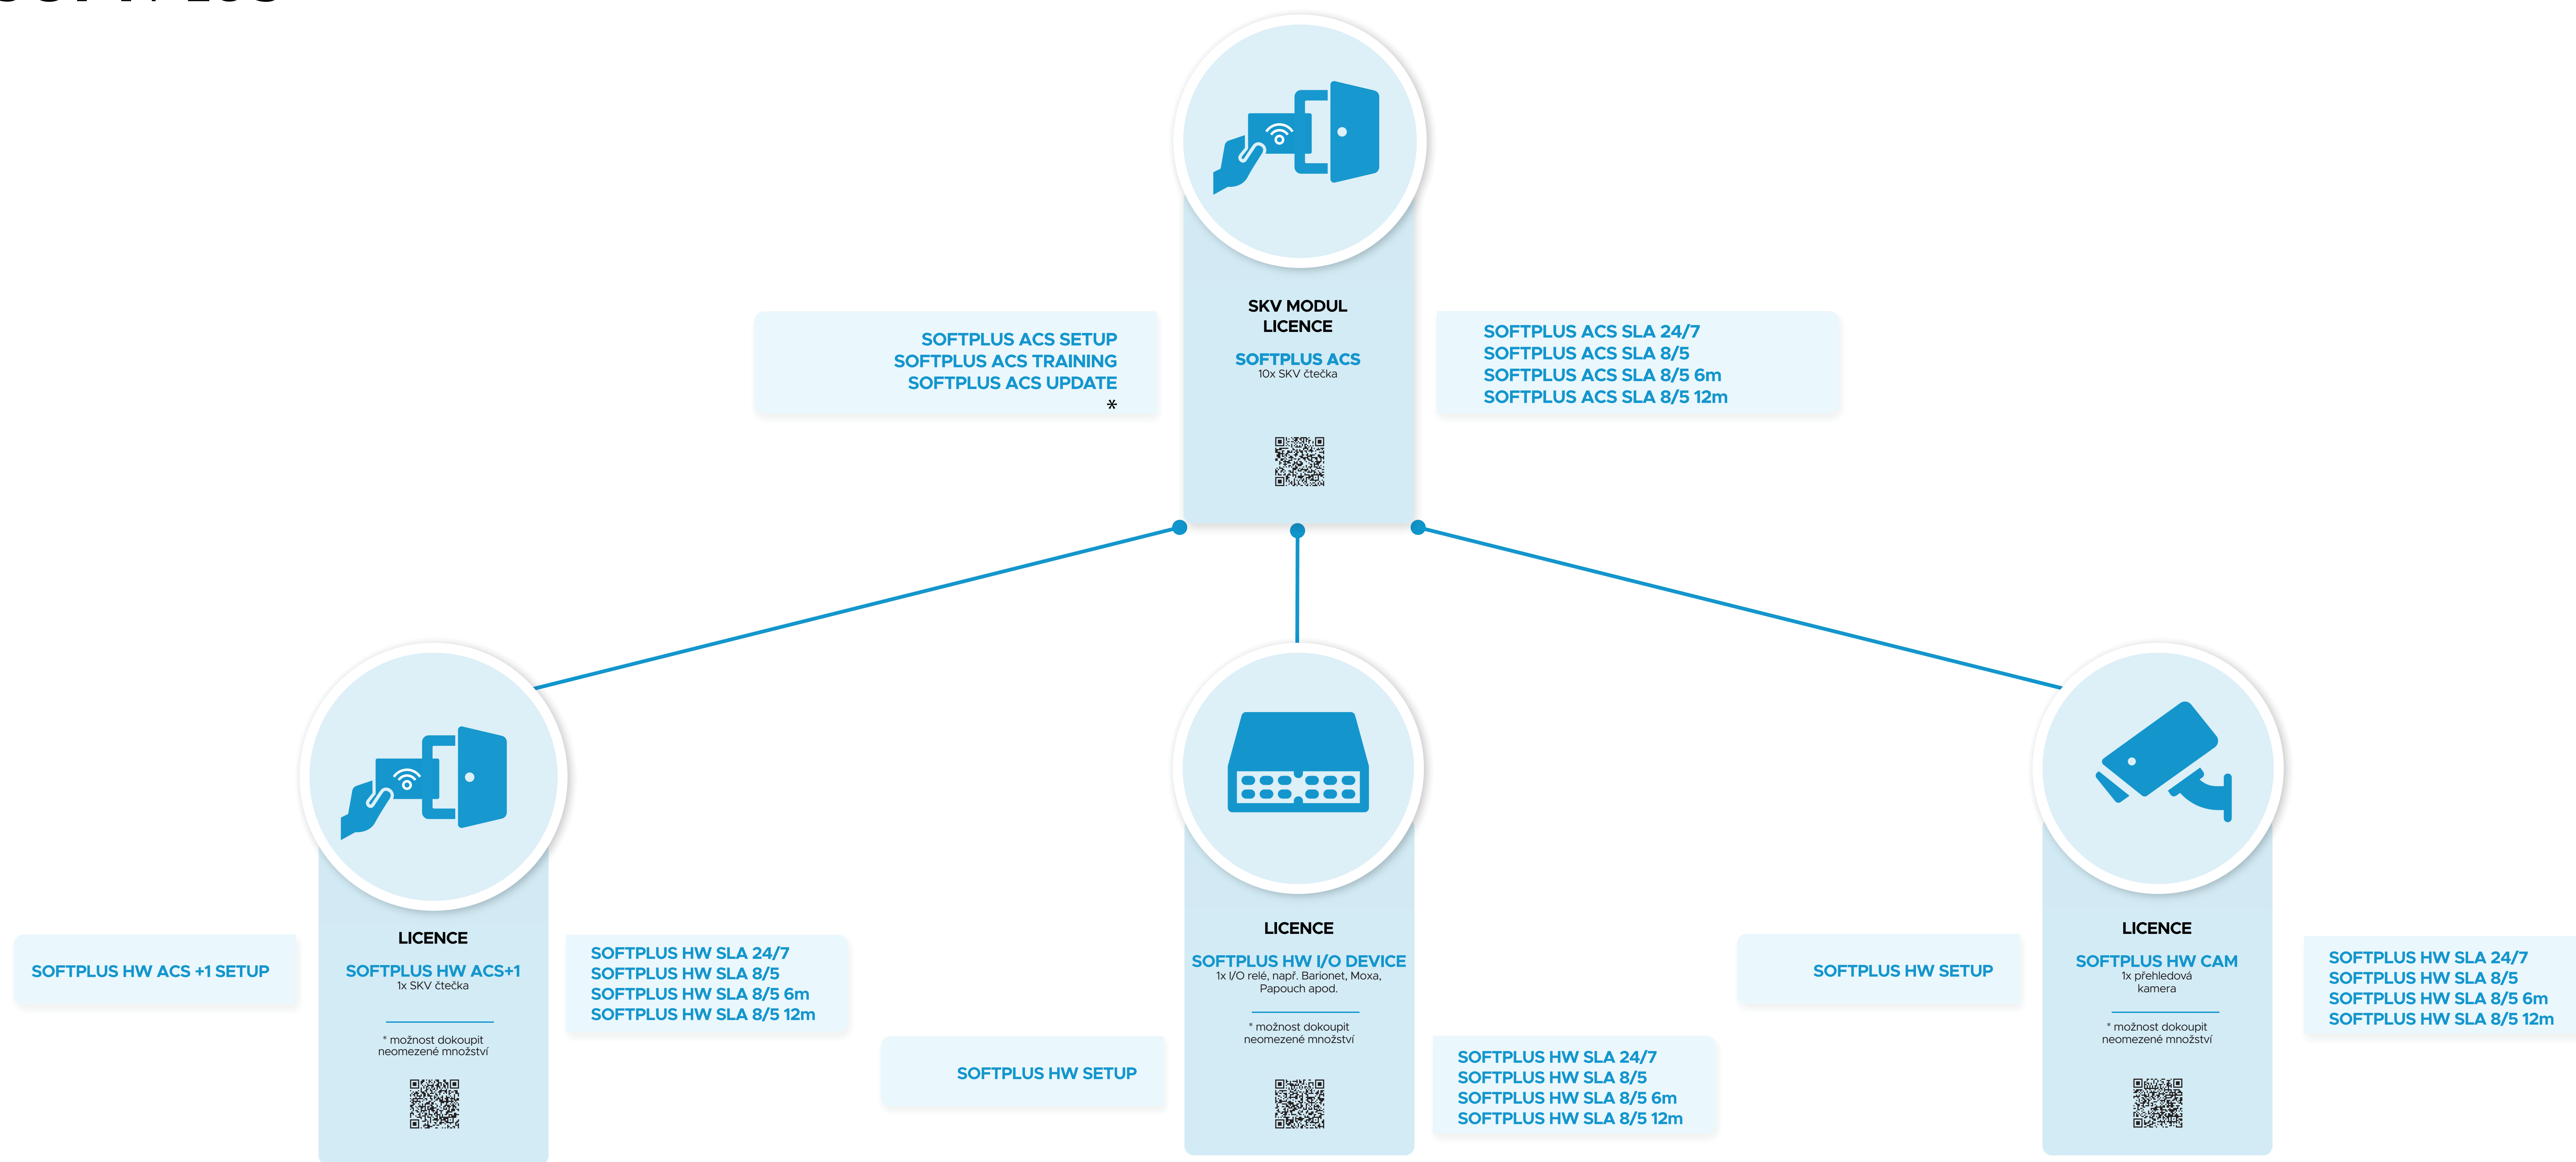 SOFTPLUS ACS SETUP
SOFTPLUS ACS TRAINING
SOFTPLUS ACS UPDATE
*
SKV MODUL
LICENCE
SOFTPLUS ACS
10x SKV čtečka
SOFTPLUS ACS SLA 24/7
SOFTPLUS ACS SLA 8/5
SOFTPLUS ACS SLA 8/5 6m
SOFTPLUS ACS SLA 8/5 12m
SOFTPLUS HW ACS +1 SETUP
LICENCE
SOFTPLUS HW ACS+1
1x SKV čtečka
* možnost dokoupit
neomezené množství
SOFTPLUS HW SLA 24/7
SOFTPLUS HW SLA 8/5
SOFTPLUS HW SLA 8/5 6m
SOFTPLUS HW SLA 8/5 12m
SOFTPLUS HW SETUP
LICENCE
SOFTPLUS HW I/O DEVICE
1x I/O relé, např. Barionet, Moxa,
Papouch apod.
* možnost dokoupit
neomezené množství
SOFTPLUS HW SLA 24/7
SOFTPLUS HW SLA 8/5
SOFTPLUS HW SLA 8/5 6m
SOFTPLUS HW SLA 8/5 12m
SOFTPLUS HW SETUP
LICENCE
SOFTPLUS HW CAM
1x přehledová
kamera
* možnost dokoupit
neomezené množství
SOFTPLUS HW SLA 24/7
SOFTPLUS HW SLA 8/5
SOFTPLUS HW SLA 8/5 6m
SOFTPLUS HW SLA 8/5 12m